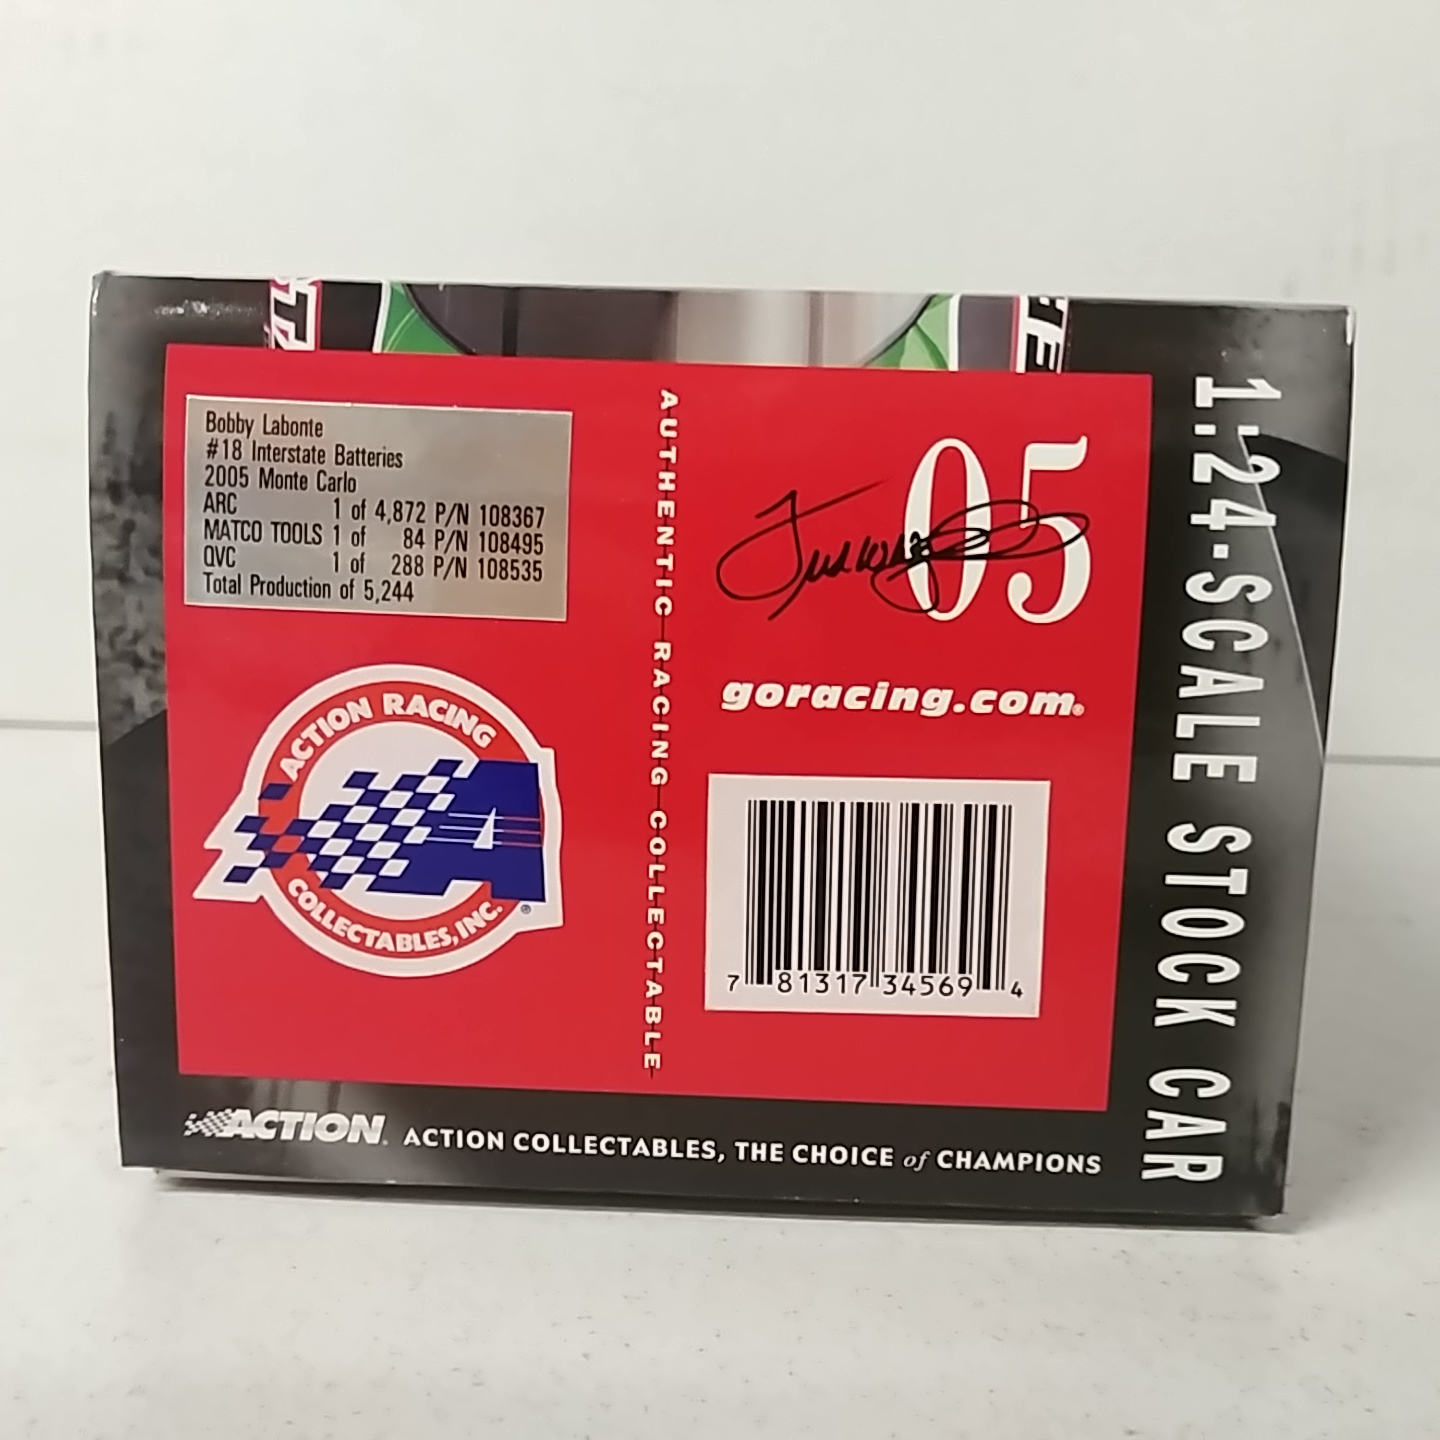 Bobby Labonte
#18 Interstate Batteries
2005 Monte Carlo
ARC 1 of 4,872 P/N 108367
MATCO TOOLS 1 of 84 P/N 108495
QVC 1 of 288 P/N 108535
Total Production of 5,244
ACTION RACING
COLLECTABLES, INC.®
AUTHENTIC RACING COLLECTABLE
05
goracing.com®
7 81317 34569 4
1:24-SCALE STOCK CAR
ACTION® ACTION COLLECTABLES, THE CHOICE of CHAMPIONS